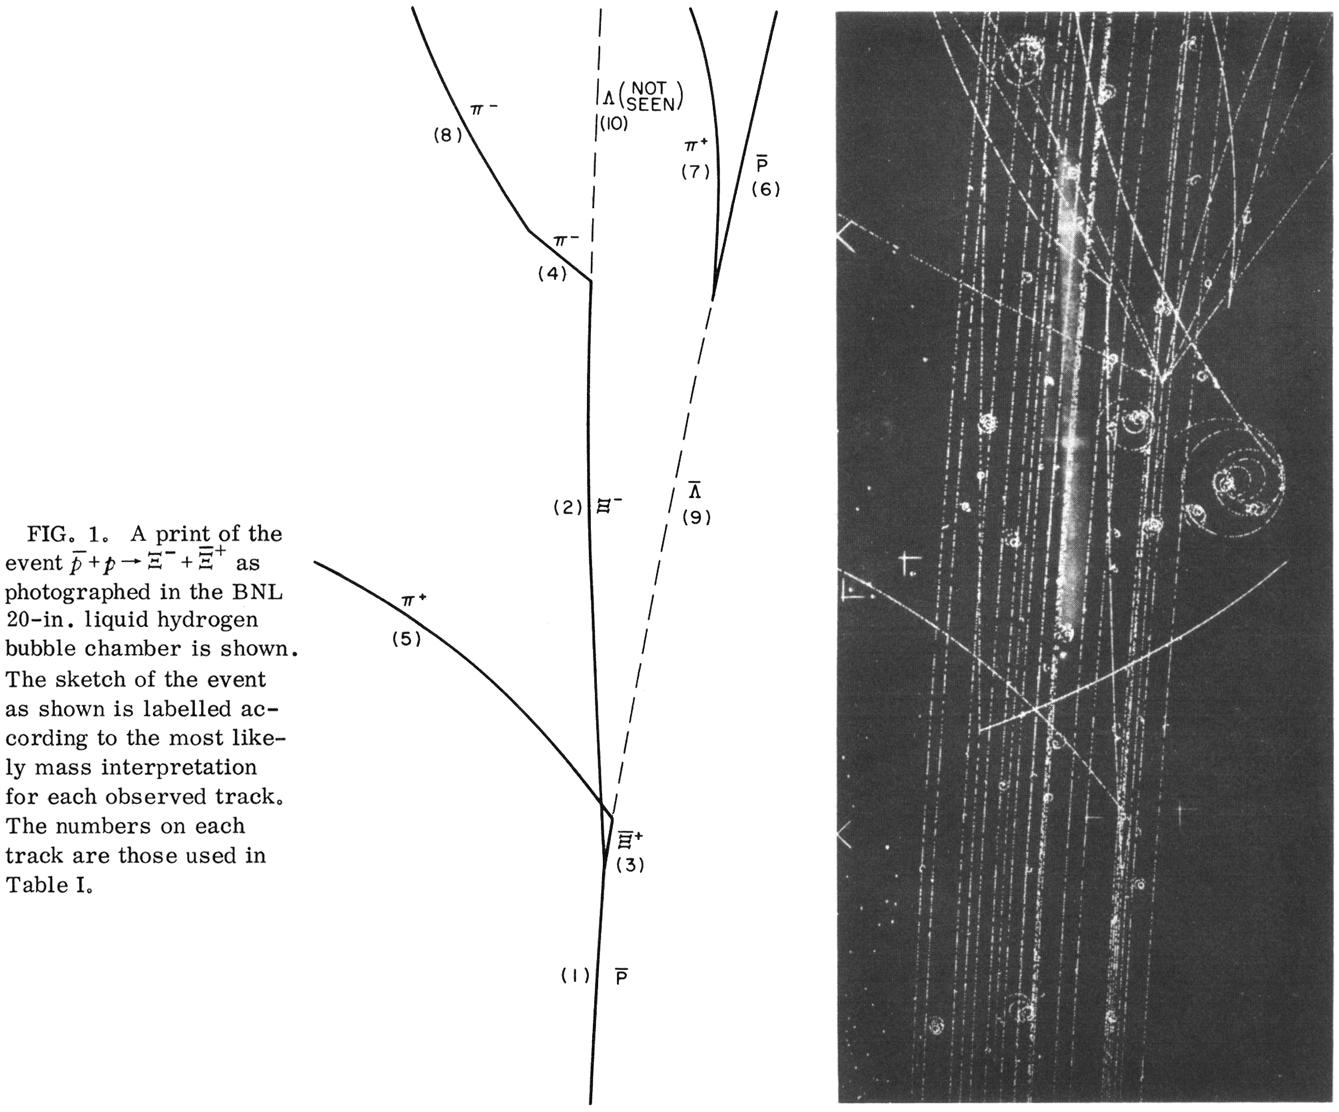 π⁻
(8)
Λ (NOT SEEN)
(10)
π⁺
(7)
p̅
(6)
π⁻
(4)
(2) Ξ⁻
Λ̅
(9)
π⁺
(5)
Ξ̅⁺
(3)
(1) p̅
FIG. 1. A print of the
event p̅ + p → Ξ⁻ + Ξ̅⁺ as
photographed in the BNL
20-in. liquid hydrogen
bubble chamber is shown.
The sketch of the event
as shown is labelled ac-
cording to the most like-
ly mass interpretation
for each observed track.
The numbers on each
track are those used in
Table I.